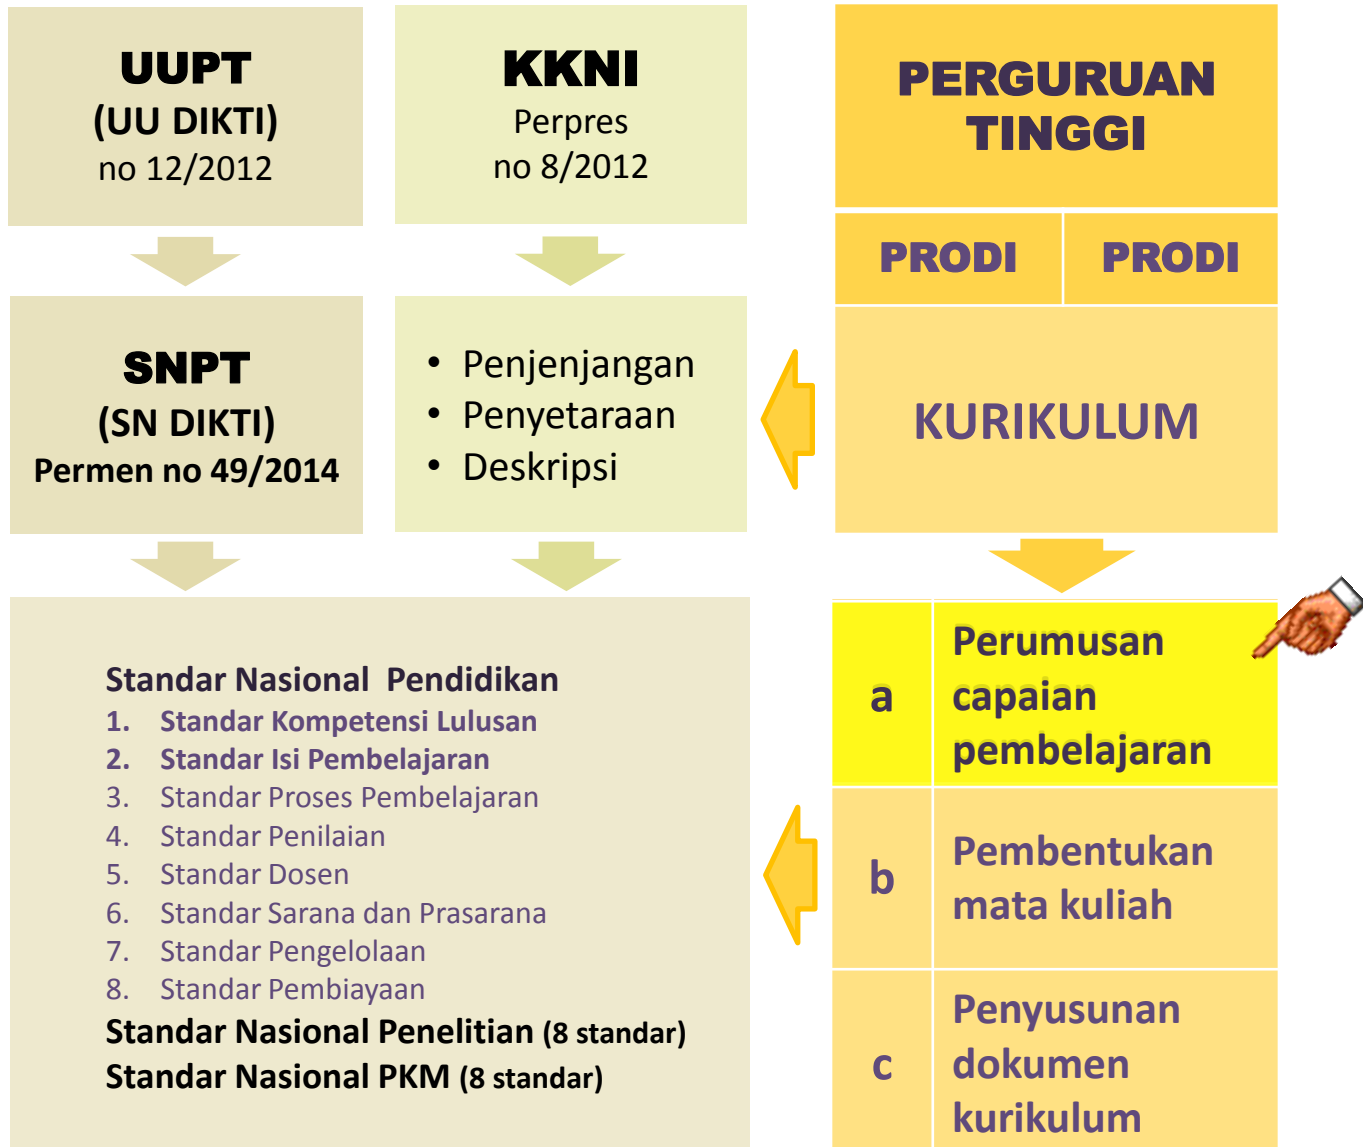 UUPT
(UU DIKTI)
no 12/2012
KKNI
Perpres
no 8/2012
PERGURUAN
TINGGI
PRODI
PRODI
SNPT
(SN DIKTI)
Permen no 49/2014
• Penjenjangan
• Penyetaraan
• Deskripsi
KURIKULUM
Standar Nasional Pendidikan
1. Standar Kompetensi Lulusan
2. Standar Isi Pembelajaran
3. Standar Proses Pembelajaran
4. Standar Penilaian
5. Standar Dosen
6. Standar Sarana dan Prasarana
7. Standar Pengelolaan
8. Standar Pembiayaan
Standar Nasional Penelitian (8 standar)
Standar Nasional PKM (8 standar)
a
Perumusan
capaian
pembelajaran
b
Pembentukan
mata kuliah
c
Penyusunan
dokumen
kurikulum